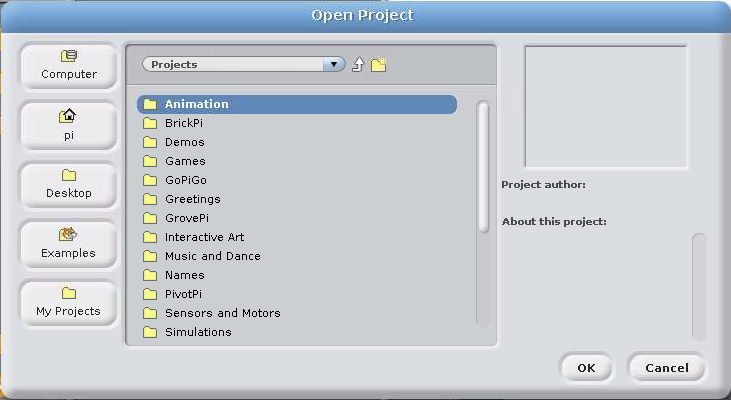 Open Project
Computer
pi
Desktop
Examples
My Projects
Projects
Animation
BrickPi
Demos
Games
GoPiGo
Greetings
GrovePi
Interactive Art
Music and Dance
Names
PivotPi
Sensors and Motors
Simulations
Project author:
About this project:
OK
Cancel